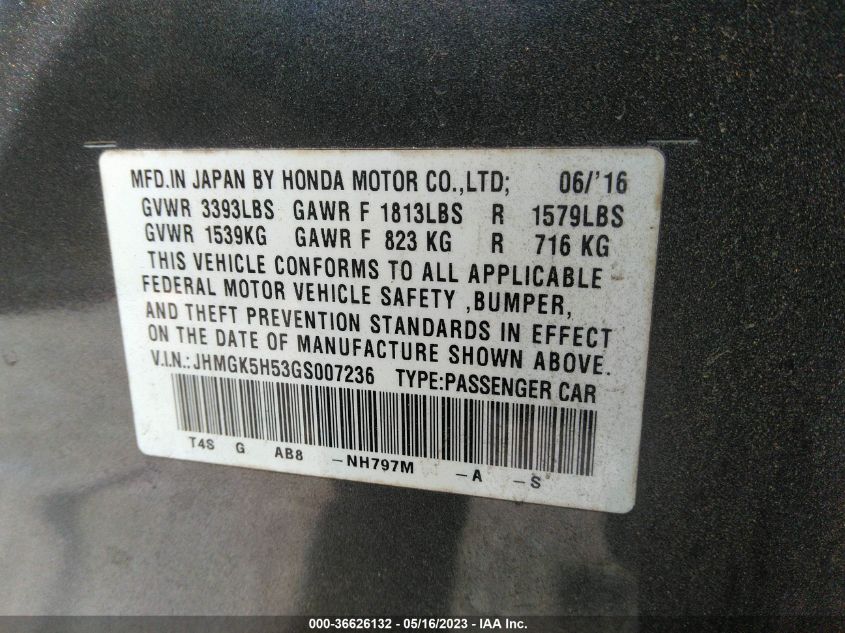 MFD.IN JAPAN BY HONDA MOTOR CO.,LTD; 06/'16
GVWR 3393LBS GAWR F 1813LBS R 1579LBS
GVWR 1539KG GAWR F 823 KG R 716 KG
THIS VEHICLE CONFORMS TO ALL APPLICABLE
FEDERAL MOTOR VEHICLE SAFETY ,BUMPER,
AND THEFT PREVENTION STANDARDS IN EFFECT
ON THE DATE OF MANUFACTURE SHOWN ABOVE.
V.I.N.:JHMGK5H53GS007236 TYPE:PASSENGER CAR
T4S G AB8 -NH797M -A -S
000-36626132 - 05/16/2023 - IAA Inc.